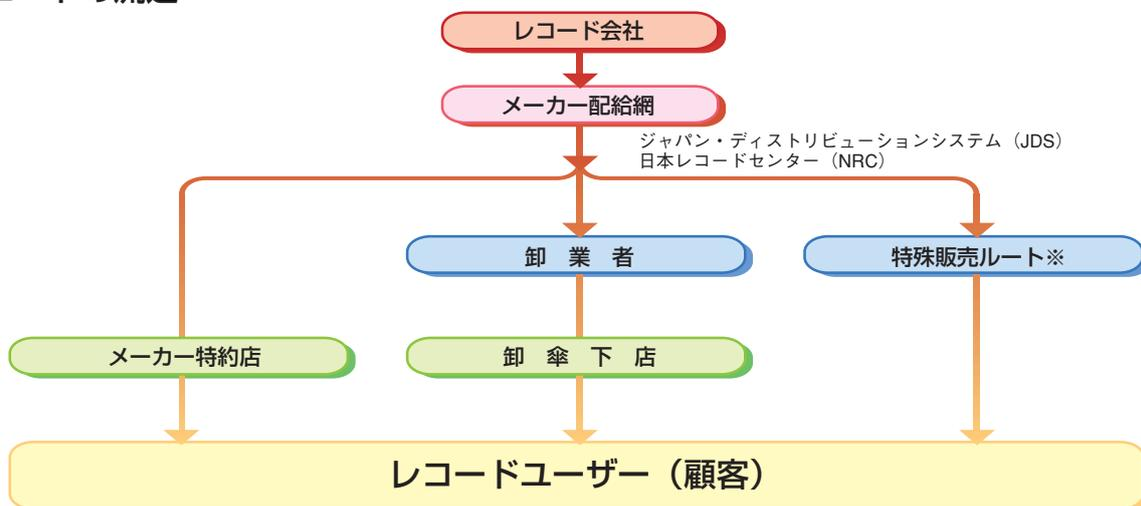 レコード会社
メーカー配給網
ジャパン・ディストリビューションシステム（JDS）
日本レコードセンター（NRC）
卸　業　者
特殊販売ルート※
メーカー特約店
卸　傘　下　店
レコードユーザー（顧客）